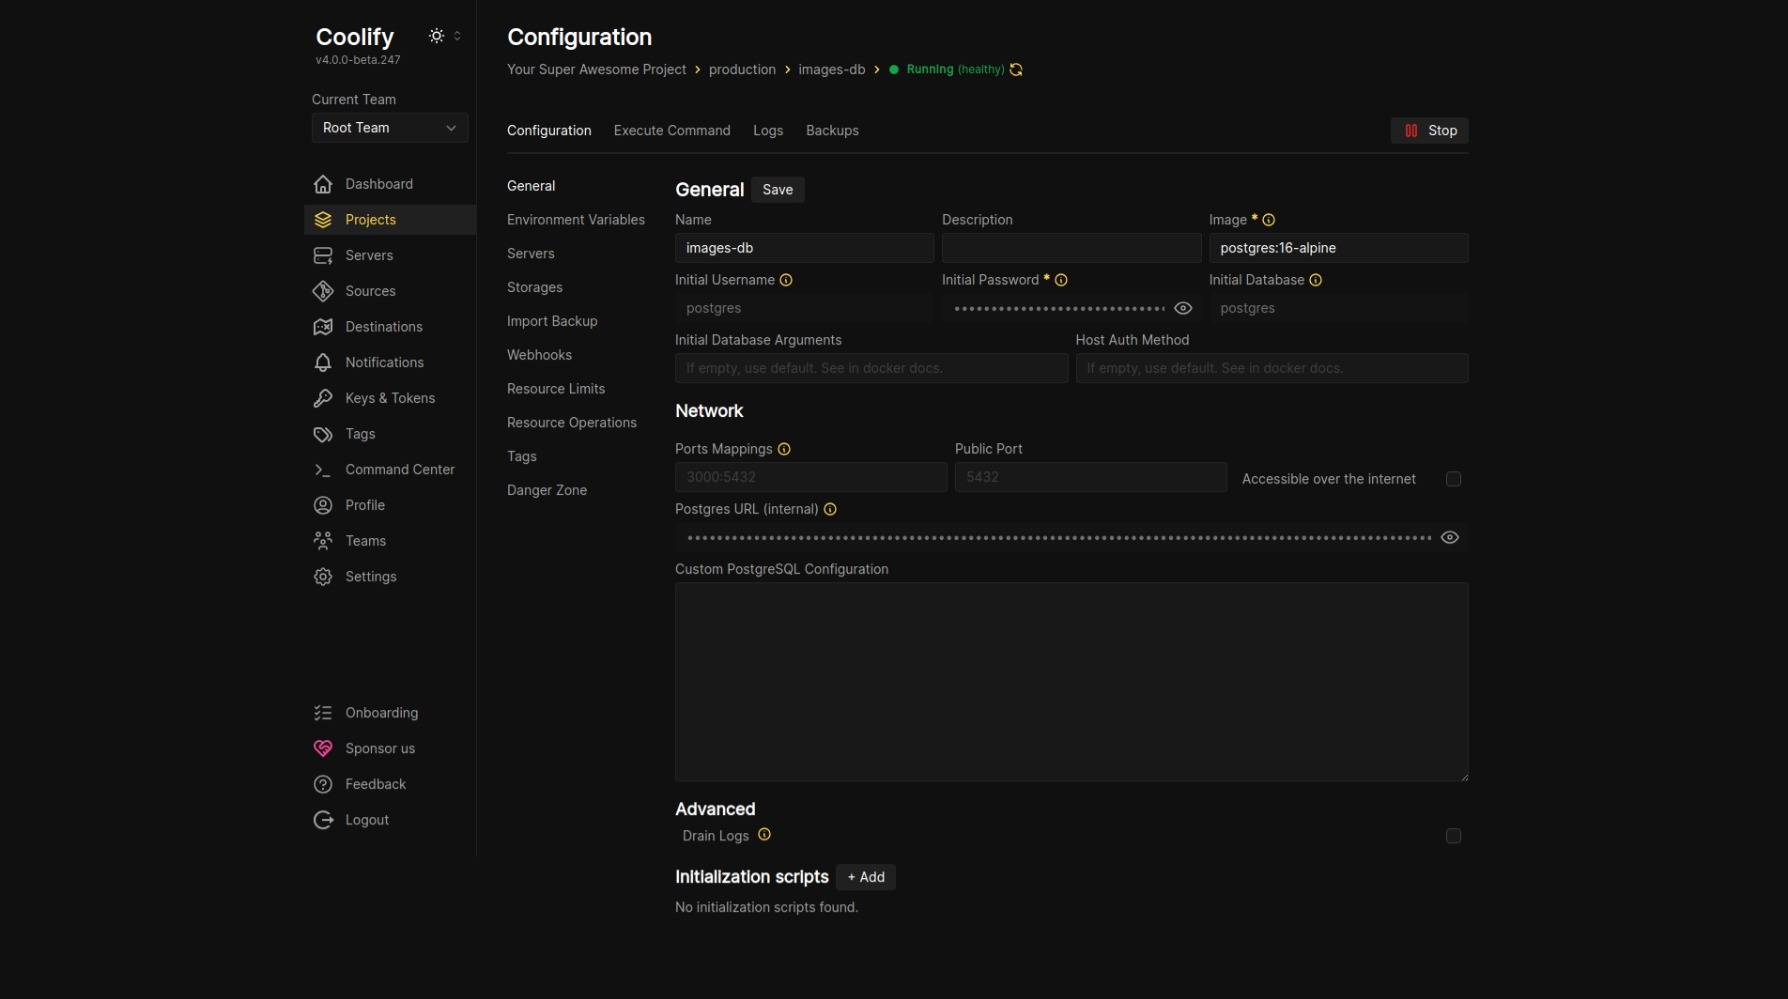 Coolify
v4.0.0-beta.247
Current Team
Root Team
Dashboard
Projects
Servers
Sources
Destinations
Notifications
Keys & Tokens
Tags
Command Center
Profile
Teams
Settings
Onboarding
Sponsor us
Feedback
Logout
Configuration
Your Super Awesome Project > production > images-db > Running (healthy)
Configuration Execute Command Logs Backups
Stop
General
Environment Variables
Servers
Storages
Import Backup
Webhooks
Resource Limits
Resource Operations
Tags
Danger Zone
General Save
Name Description Image *
images-db postgres:16-alpine
Initial Username Initial Password * Initial Database
postgres •••••••••••••••••••••••••••••• postgres
Initial Database Arguments Host Auth Method
If empty, use default. See in docker docs. If empty, use default. See in docker docs.
Network
Ports Mappings Public Port
3000:5432 5432 Accessible over the internet
Postgres URL (internal)
Custom PostgreSQL Configuration
Advanced
Drain Logs
Initialization scripts + Add
No initialization scripts found.